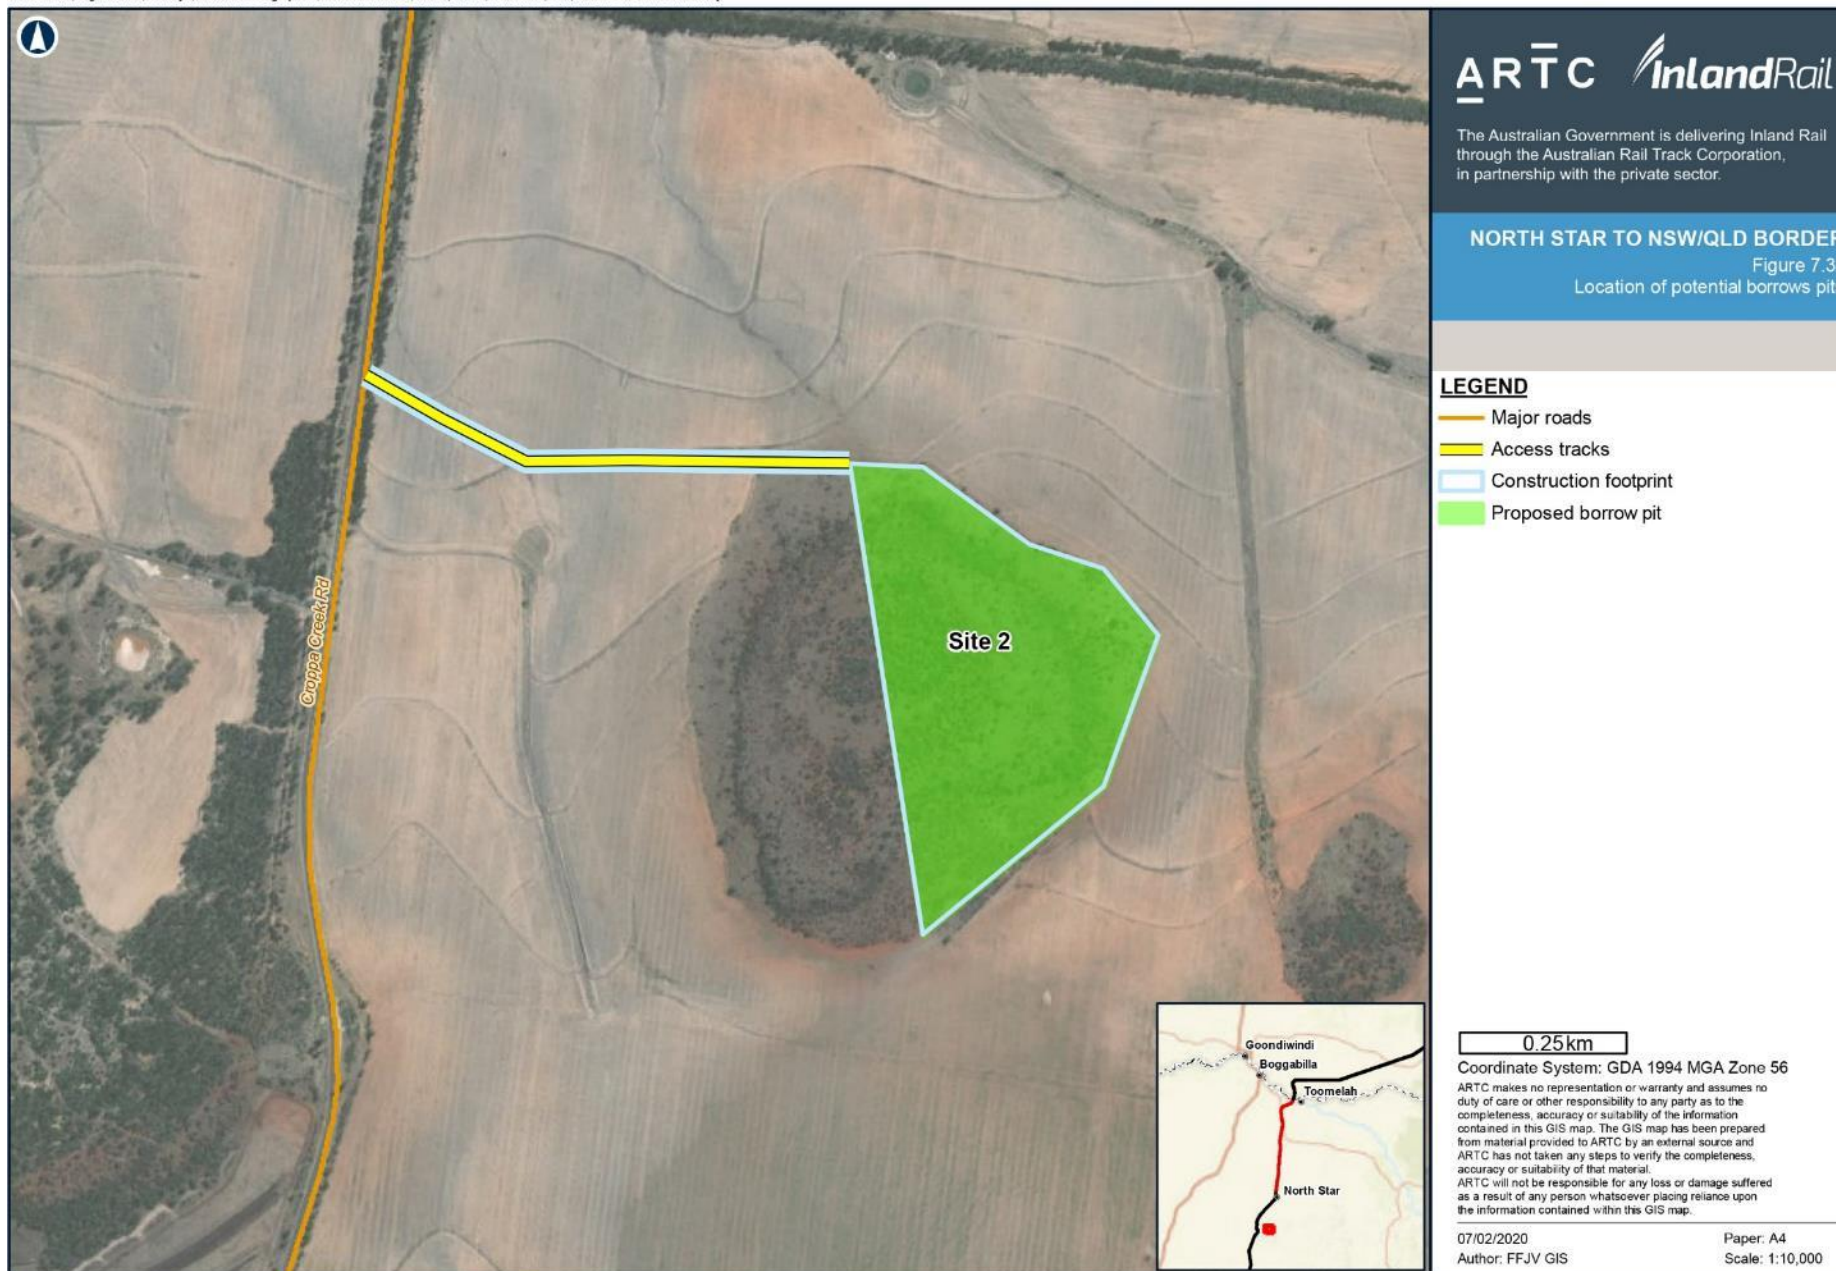 ARTC InlandRail
The Australian Government is delivering Inland Rail
through the Australian Rail Track Corporation,
in partnership with the private sector.
NORTH STAR TO NSW/QLD BORDER
Figure 7.3
Location of potential borrows pit
LEGEND
Major roads
Access tracks
Construction footprint
Proposed borrow pit
Site 2
Croppa Creek Rd
Goondiwindi
Boggabilla
Toomelah
North Star
0.25km
Coordinate System: GDA 1994 MGA Zone 56
ARTC makes no representation or warranty and assumes no
duty of care or other responsibility to any party as to the
completeness, accuracy or suitability of the information
contained in this GIS map. The GIS map has been prepared
from material provided to ARTC by an external source and
ARTC has not taken any steps to verify the completeness,
accuracy or suitability of that material.
ARTC will not be responsible for any loss or damage suffered
as a result of any person whatsoever placing reliance upon
the information contained within this GIS map.
07/02/2020 Paper: A4
Author: FFJV GIS Scale: 1:10,000